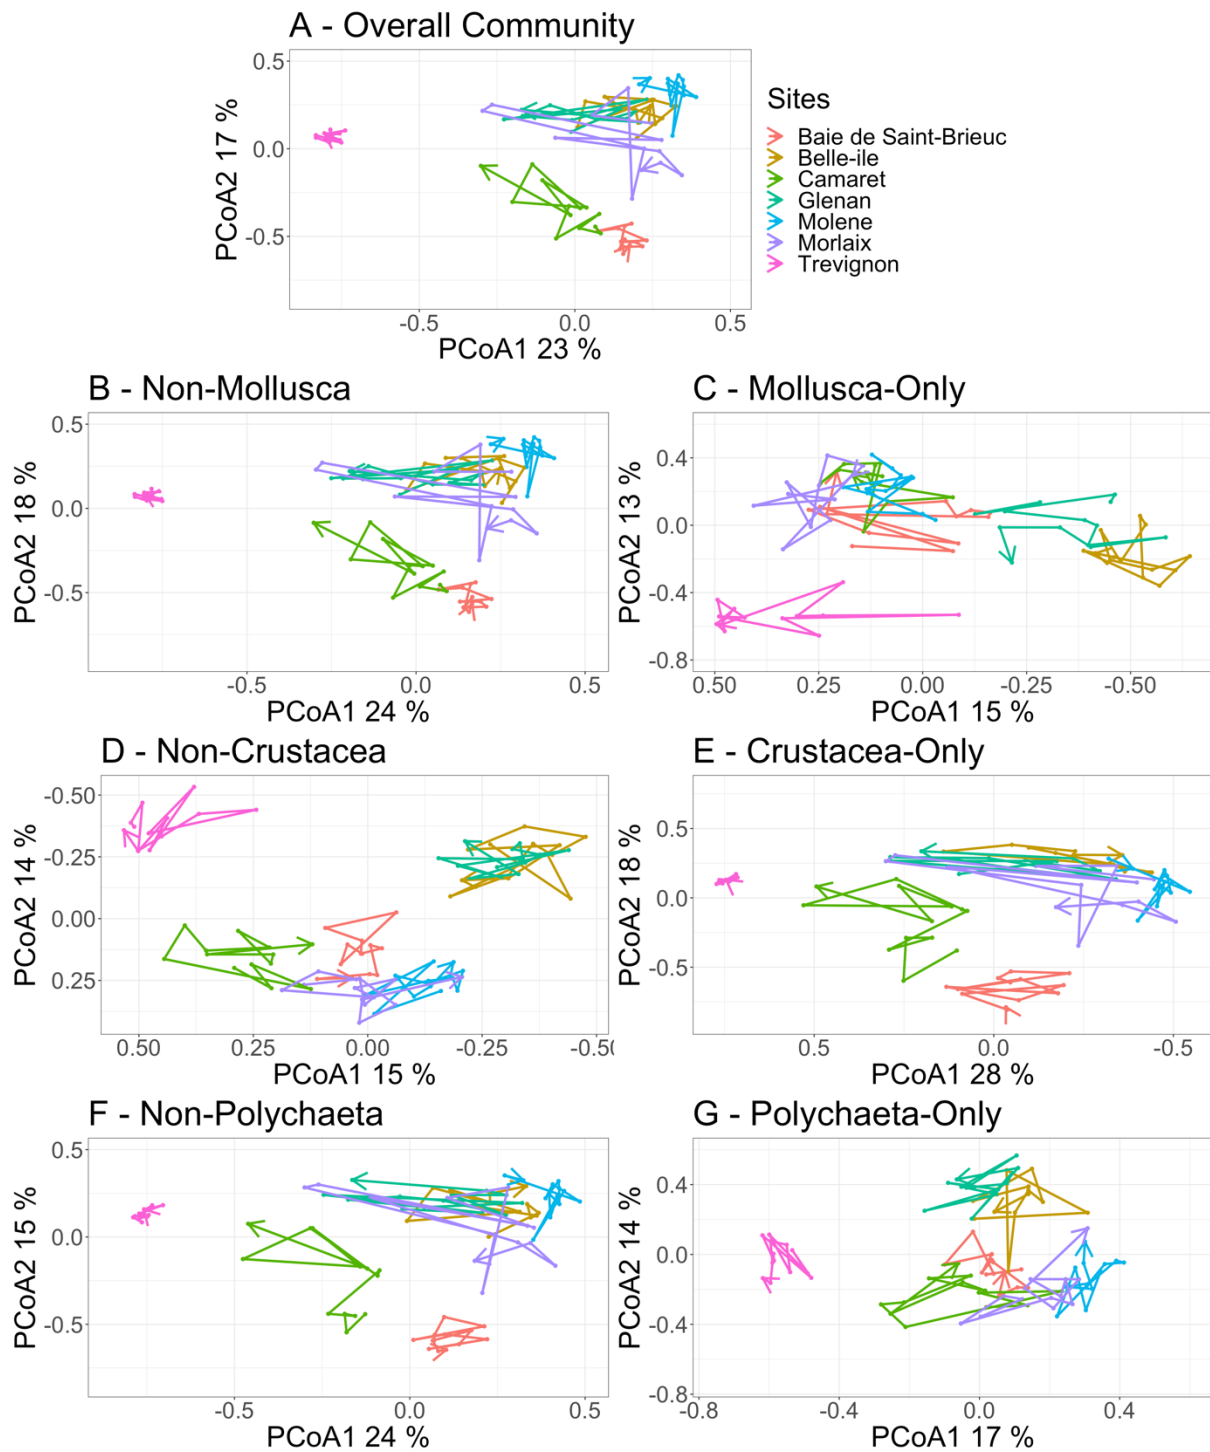 A - Overall Community
0.5
0.0
-0.5
PCoA2 17 %
-0.5 0.0 0.5
PCoA1 23 %
Sites
Baie de Saint-Brieuc
Belle-ile
Camaret
Glenan
Molene
Morlaix
Trevignon
B - Non-Mollusca
0.5
0.0
-0.5
PCoA2 18 %
-0.5 0.0 0.5
PCoA1 24 %
C - Mollusca-Only
0.4
0.0
-0.4
-0.8
PCoA2 13 %
0.50 0.25 0.00 -0.25 -0.50
PCoA1 15 %
D - Non-Crustacea
-0.50
-0.25
0.00
0.25
PCoA2 14 %
0.50 0.25 0.00 -0.25 -0.50
PCoA1 15 %
E - Crustacea-Only
0.5
0.0
-0.5
PCoA2 18 %
0.5 0.0 -0.5
PCoA1 28 %
F - Non-Polychaeta
0.5
0.0
-0.5
PCoA2 15 %
-0.5 0.0 0.5
PCoA1 24 %
G - Polychaeta-Only
0.4
0.0
-0.4
-0.8
PCoA2 14 %
-0.8 -0.4 0.0 0.4
PCoA1 17 %